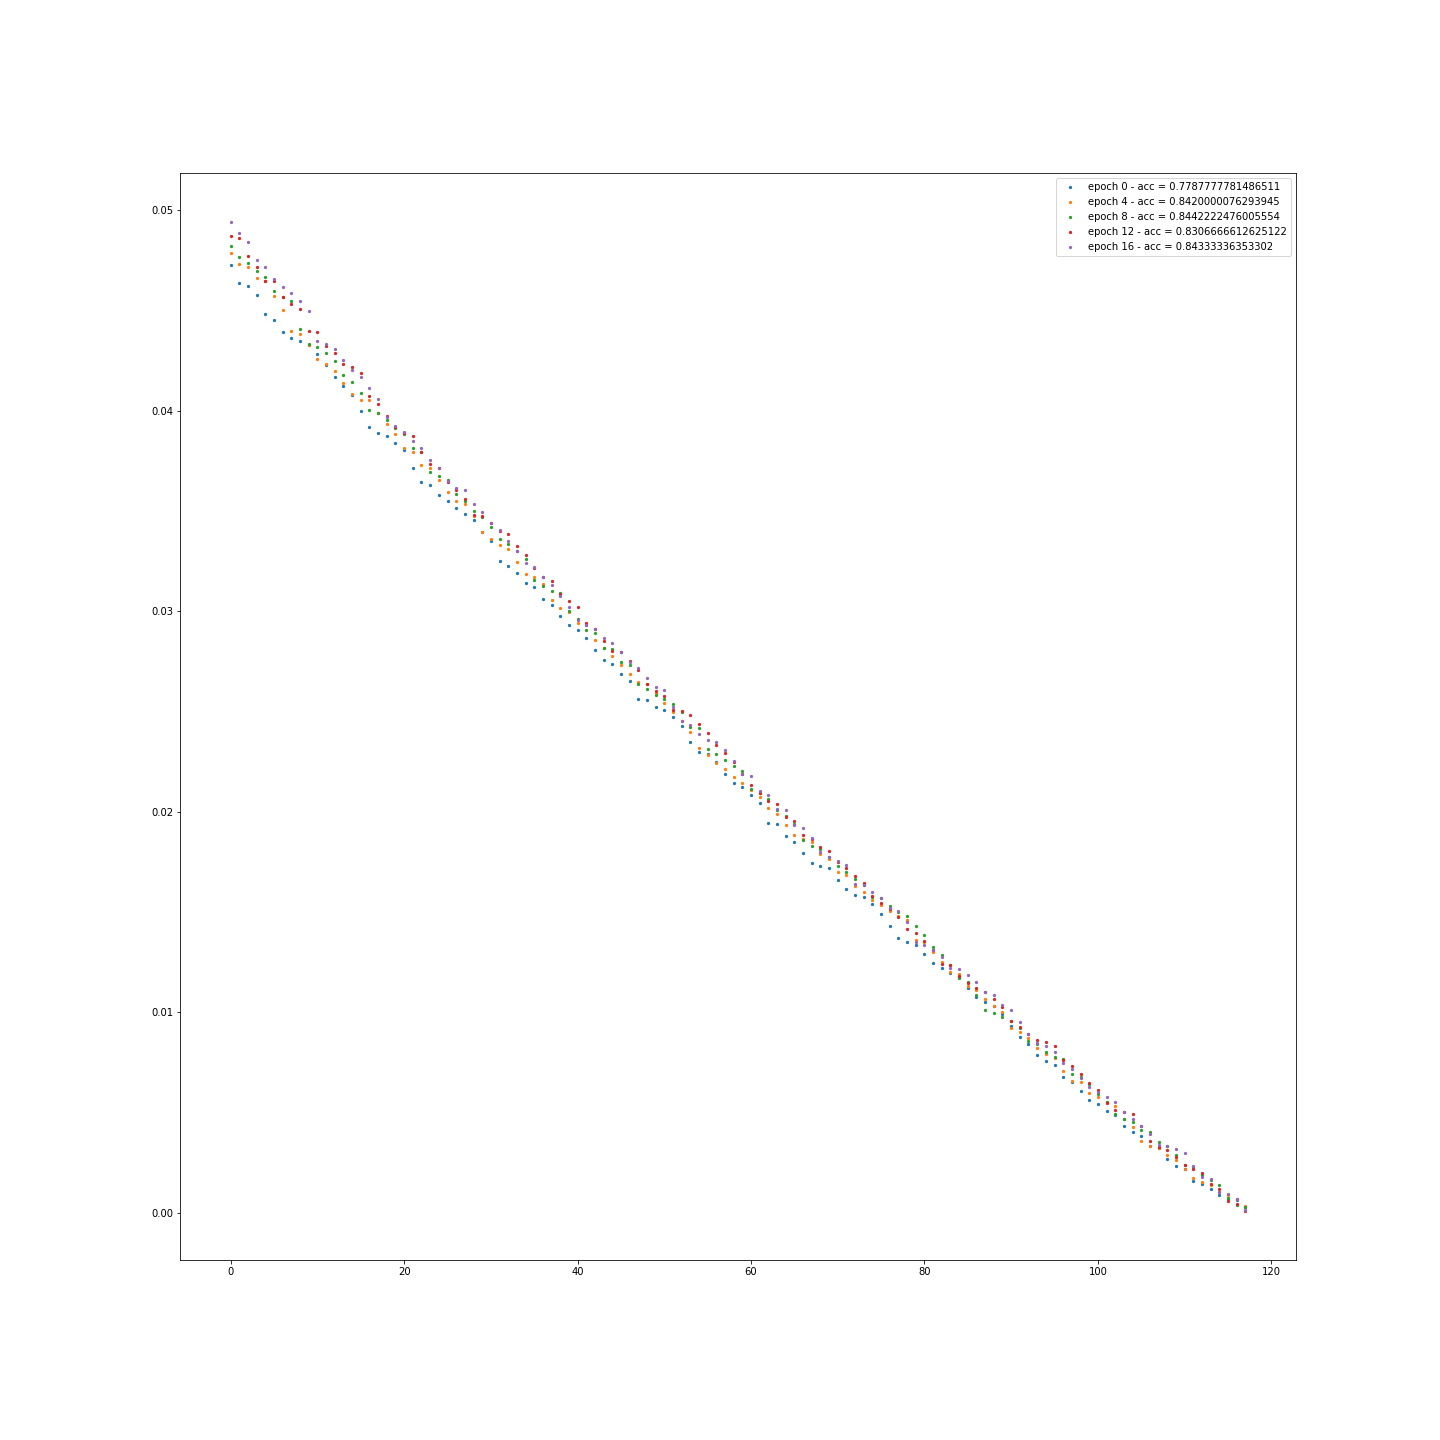 epoch 0 - acc = 0.7787777781486511
epoch 4 - acc = 0.8420000076293945
epoch 8 - acc = 0.8442222476005554
epoch 12 - acc = 0.8306666612625122
epoch 16 - acc = 0.84333336353302
0.05
0.04
0.03
0.02
0.01
0.00
0 20 40 60 80 100 120